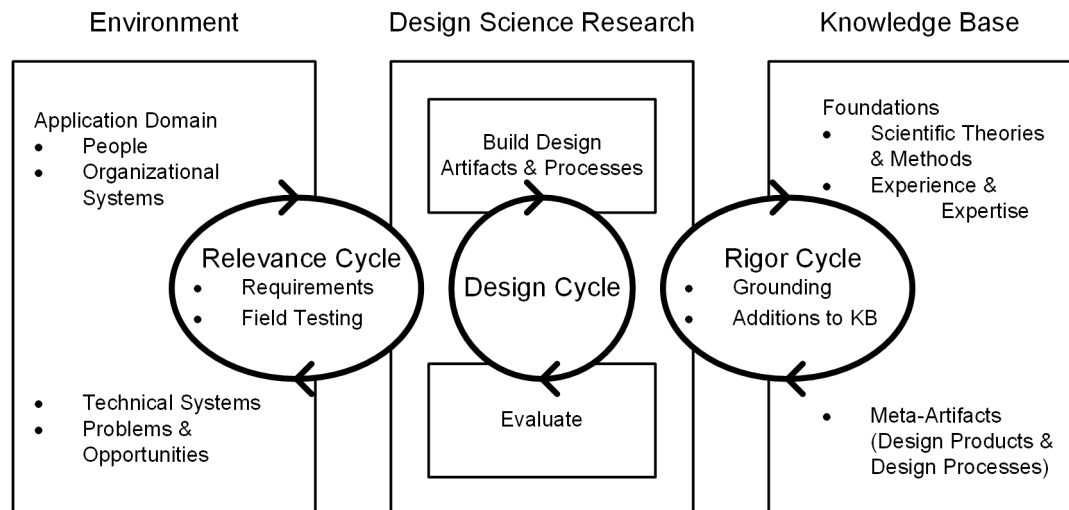 Environment
Design Science Research
Knowledge Base
Application Domain
• People
• Organizational
Systems
Build Design
Artifacts & Processes
Foundations
• Scientific Theories
& Methods
• Experience &
Expertise
Relevance Cycle
• Requirements
• Field Testing
Design Cycle
Rigor Cycle
• Grounding
• Additions to KB
• Technical Systems
• Problems &
Opportunities
Evaluate
• Meta-Artifacts
(Design Products &
Design Processes)